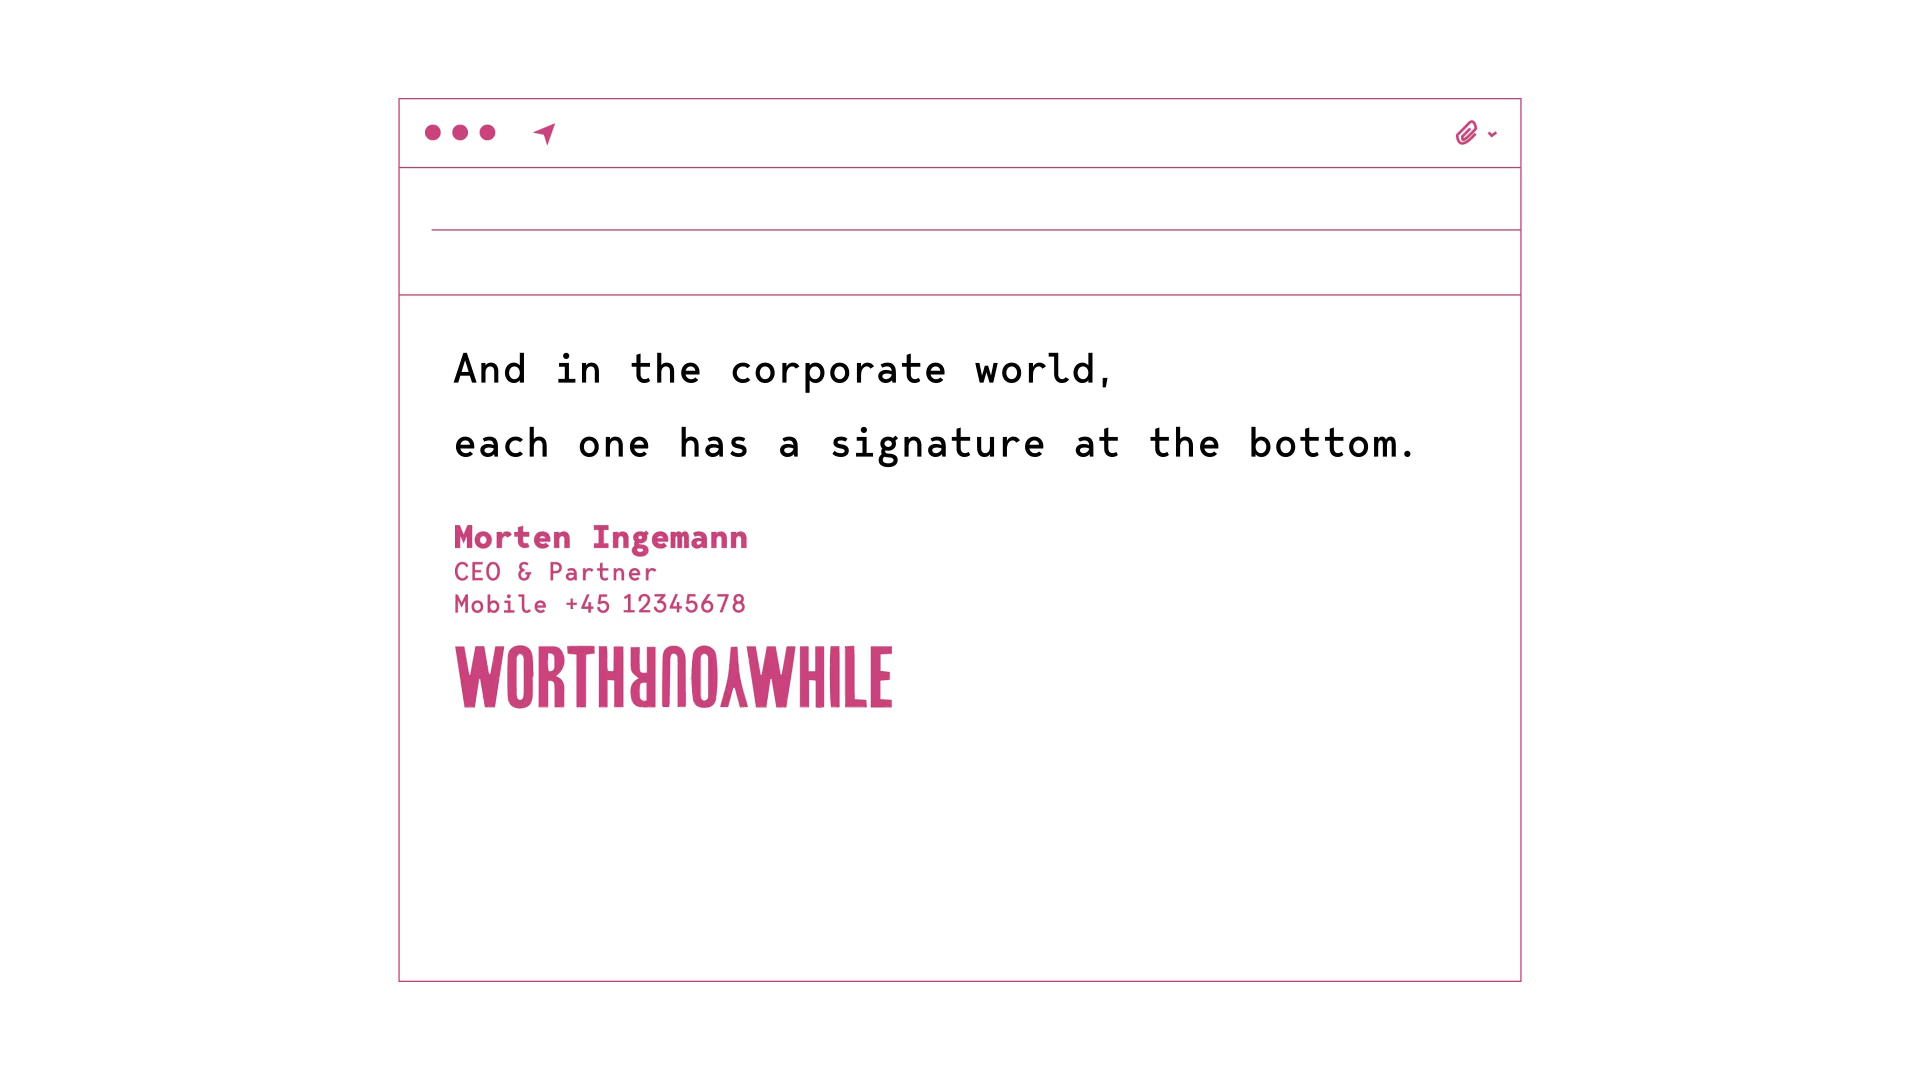 And in the corporate world,
each one has a signature at the bottom.
Morten Ingemann
CEO & Partner
Mobile +45 12345678
WORTHYOURWHILE